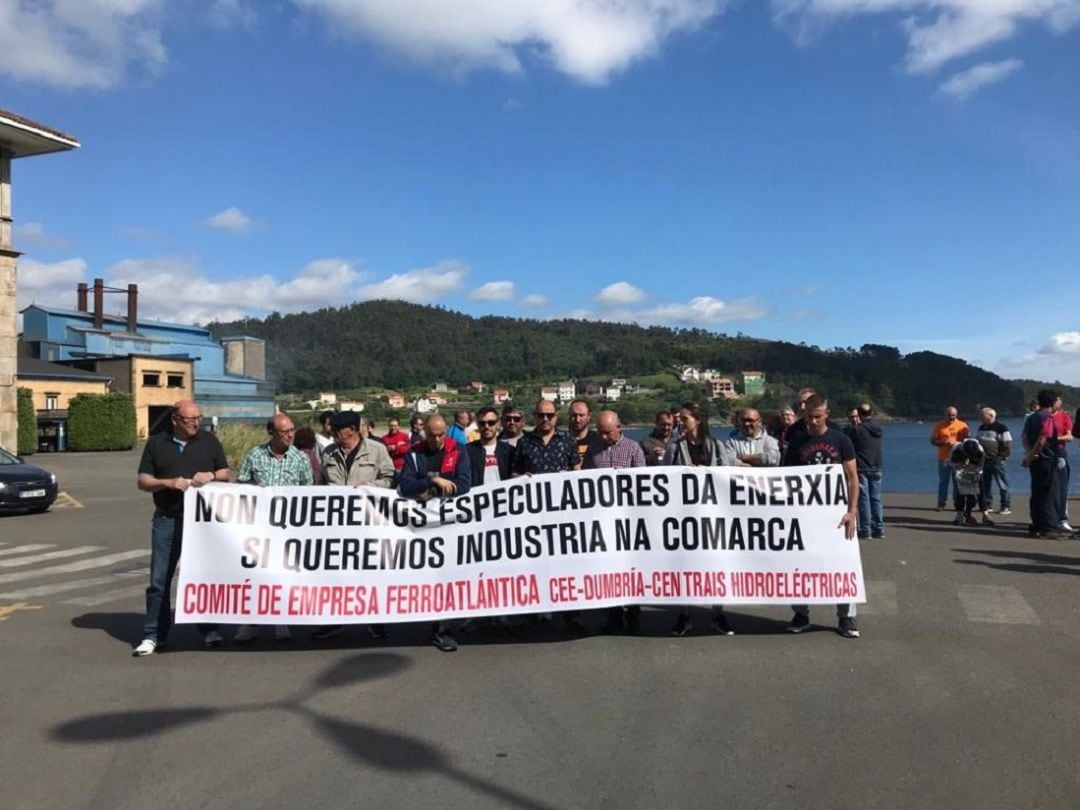 NON QUEREMOS ESPECULADORES DA ENERXÍA
SI QUEREMOS INDUSTRIA NA COMARCA
COMITÉ DE EMPRESA FERROATLÁNTICA CEE-DUMBRÍA-CENTRAIS HIDROELÉCTRICAS